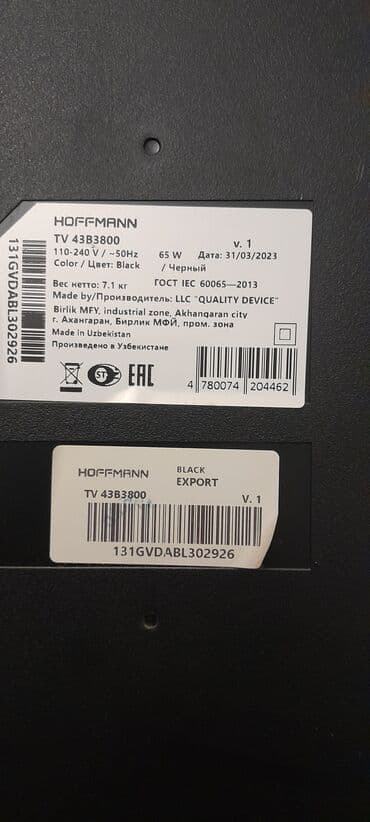 HOFFMANN
TV 43B3800 v. 1
110-240 V / ~50Hz 65 W Дата: 31/03/2023
Color / Цвет: Black / Черный
Вес нетто: 7.1 кг ГОСТ IEC 60065—2013
Made by/Производитель: LLC "QUALITY DEVICE"
Birlik MFY, industrial zone, Akhangaran city
г. Ахангаран, Бирлик МФЙ, пром. зона
Made in Uzbekistan
Произведено в Узбекистане
ST
EAC
4 780074 204462
131GVDABL302926
HOFFMANN BLACK
EXPORT
TV 43B3800 V. 1
131GVDABL302926